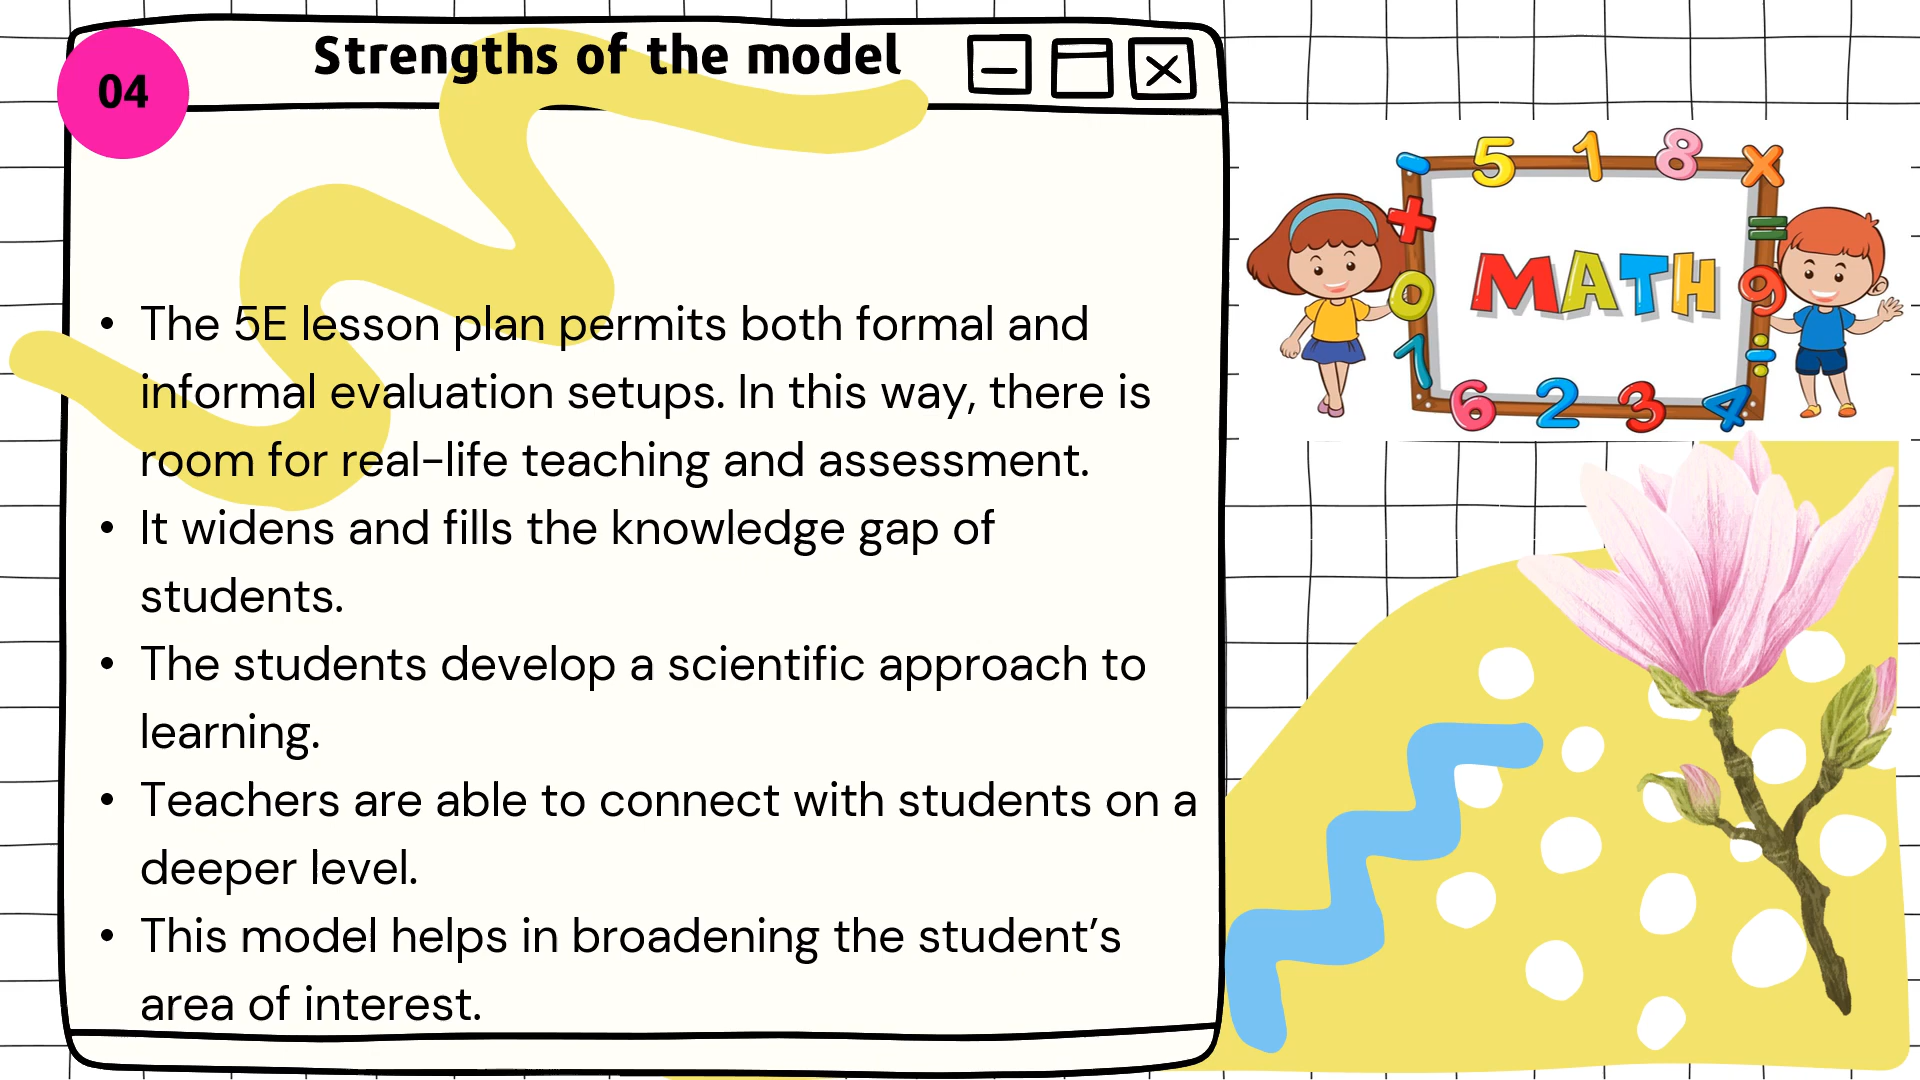 04
Strengths of the model
• The 5E lesson plan permits both formal and
informal evaluation setups. In this way, there is
room for real-life teaching and assessment.
• It widens and fills the knowledge gap of
students.
• The students develop a scientific approach to
learning.
• Teachers are able to connect with students on a
deeper level.
• This model helps in broadening the student’s
area of interest.
- 5 1 8 x
+ =
MATH
0 9
1 ÷
6 2 3 4